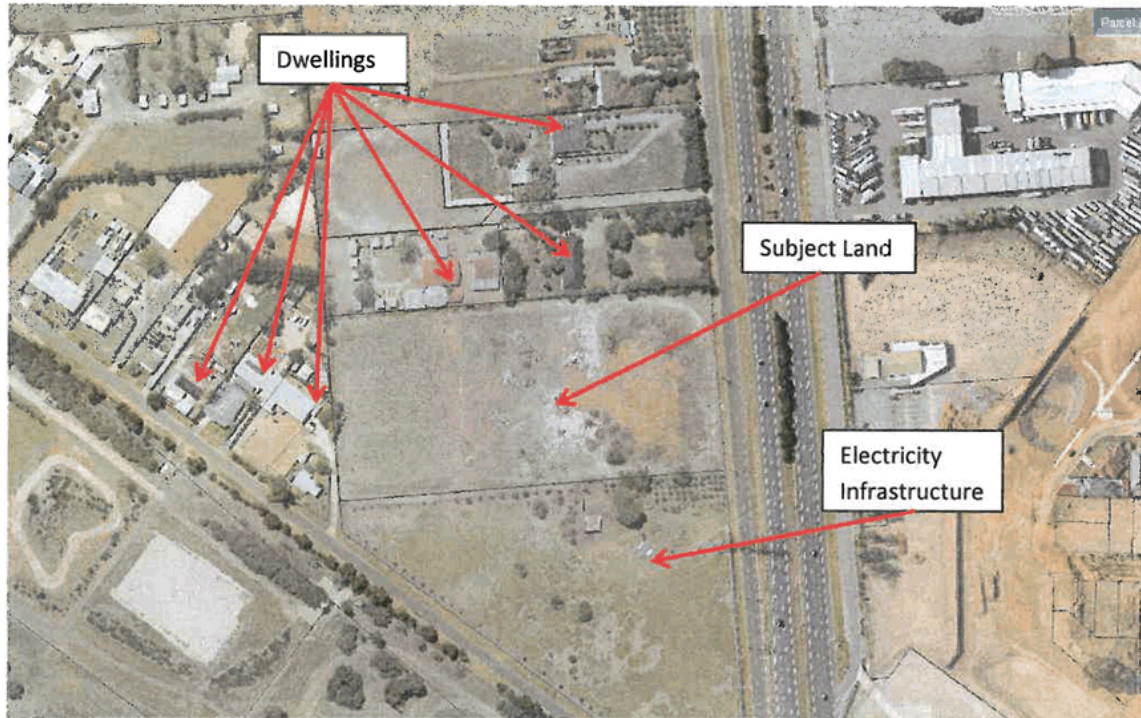 Parcel
Dwellings
Subject Land
Electricity
Infrastructure